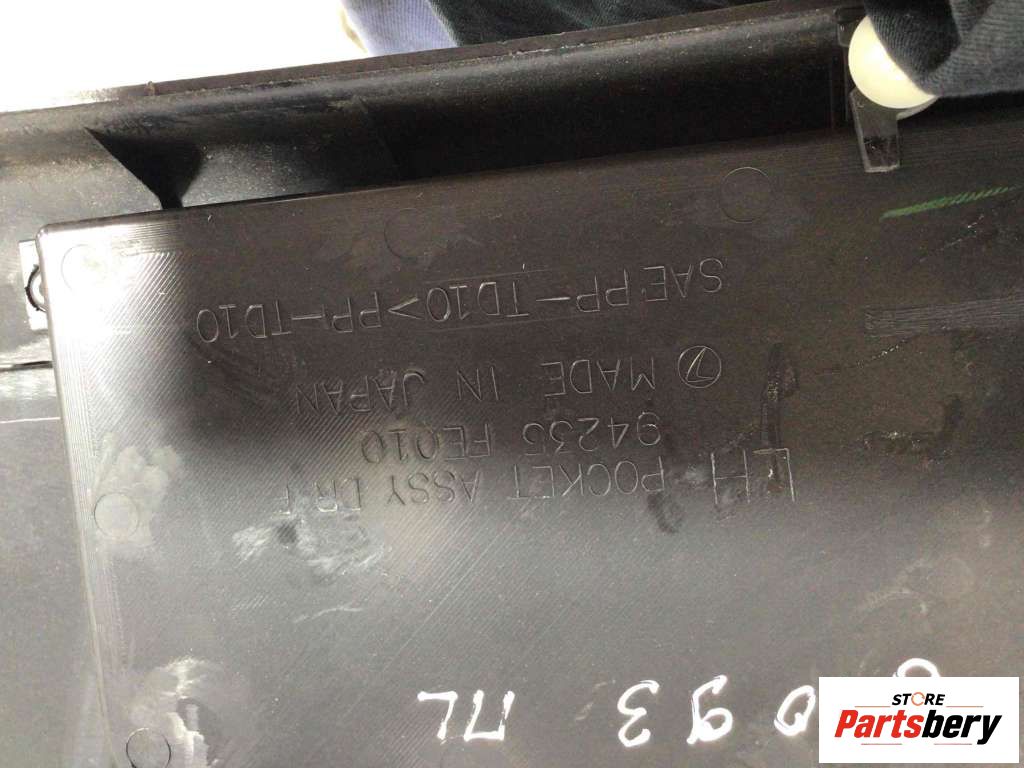 LH
POCKET ASSY DR F
94235 FE010
MADE IN JAPAN
SAE PP-TD10>PP-TD10
093 ПЛ
STORE
Partsbery